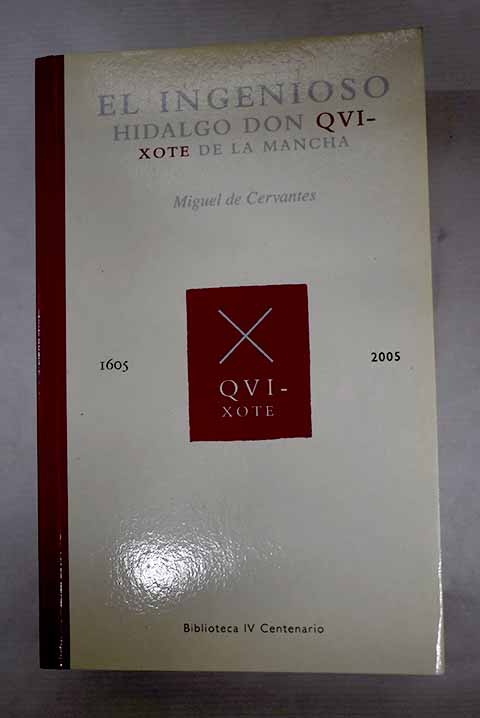 EL INGENIOSO
HIDALGO DON QVI-
XOTE DE LA MANCHA
Miguel de Cervantes
1605
2005
QVI-
XOTE
Biblioteca IV Centenario